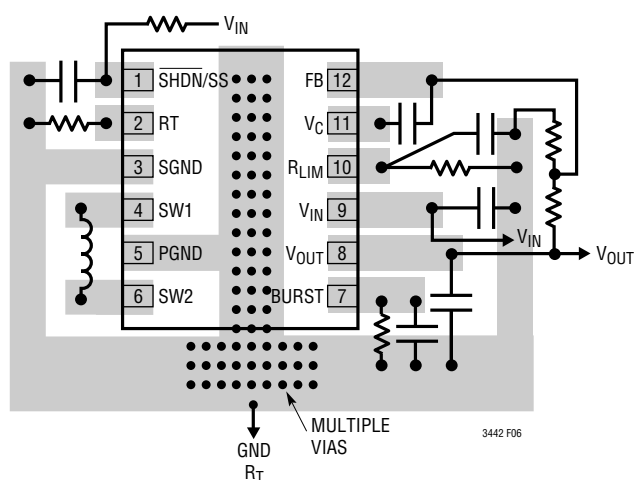 V_IN
1 S̅H̅D̅N̅/SS
FB 12
2 RT
V_C 11
3 SGND
R_LIM 10
4 SW1
V_IN 9
5 PGND
V_OUT 8
V_IN
V_OUT
6 SW2
BURST 7
MULTIPLE
VIAS
GND
R_T
3442 F06